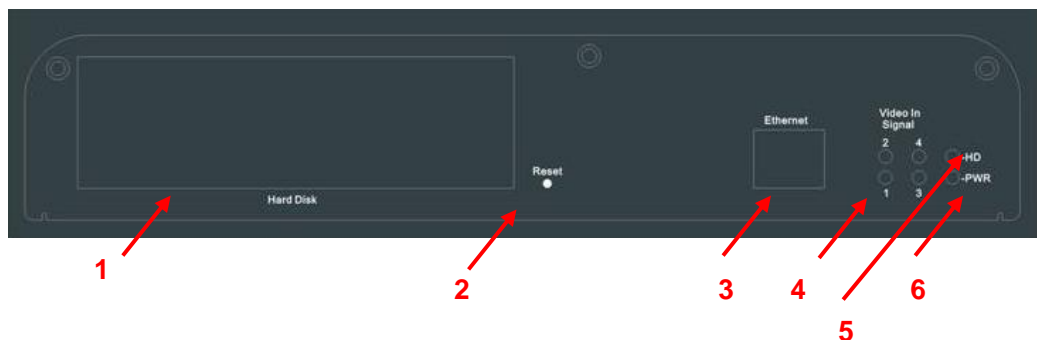 Video In
Signal
Ethernet
2 4
-HD
Reset
-PWR
1 3
Hard Disk
1
2
3
4
6
5